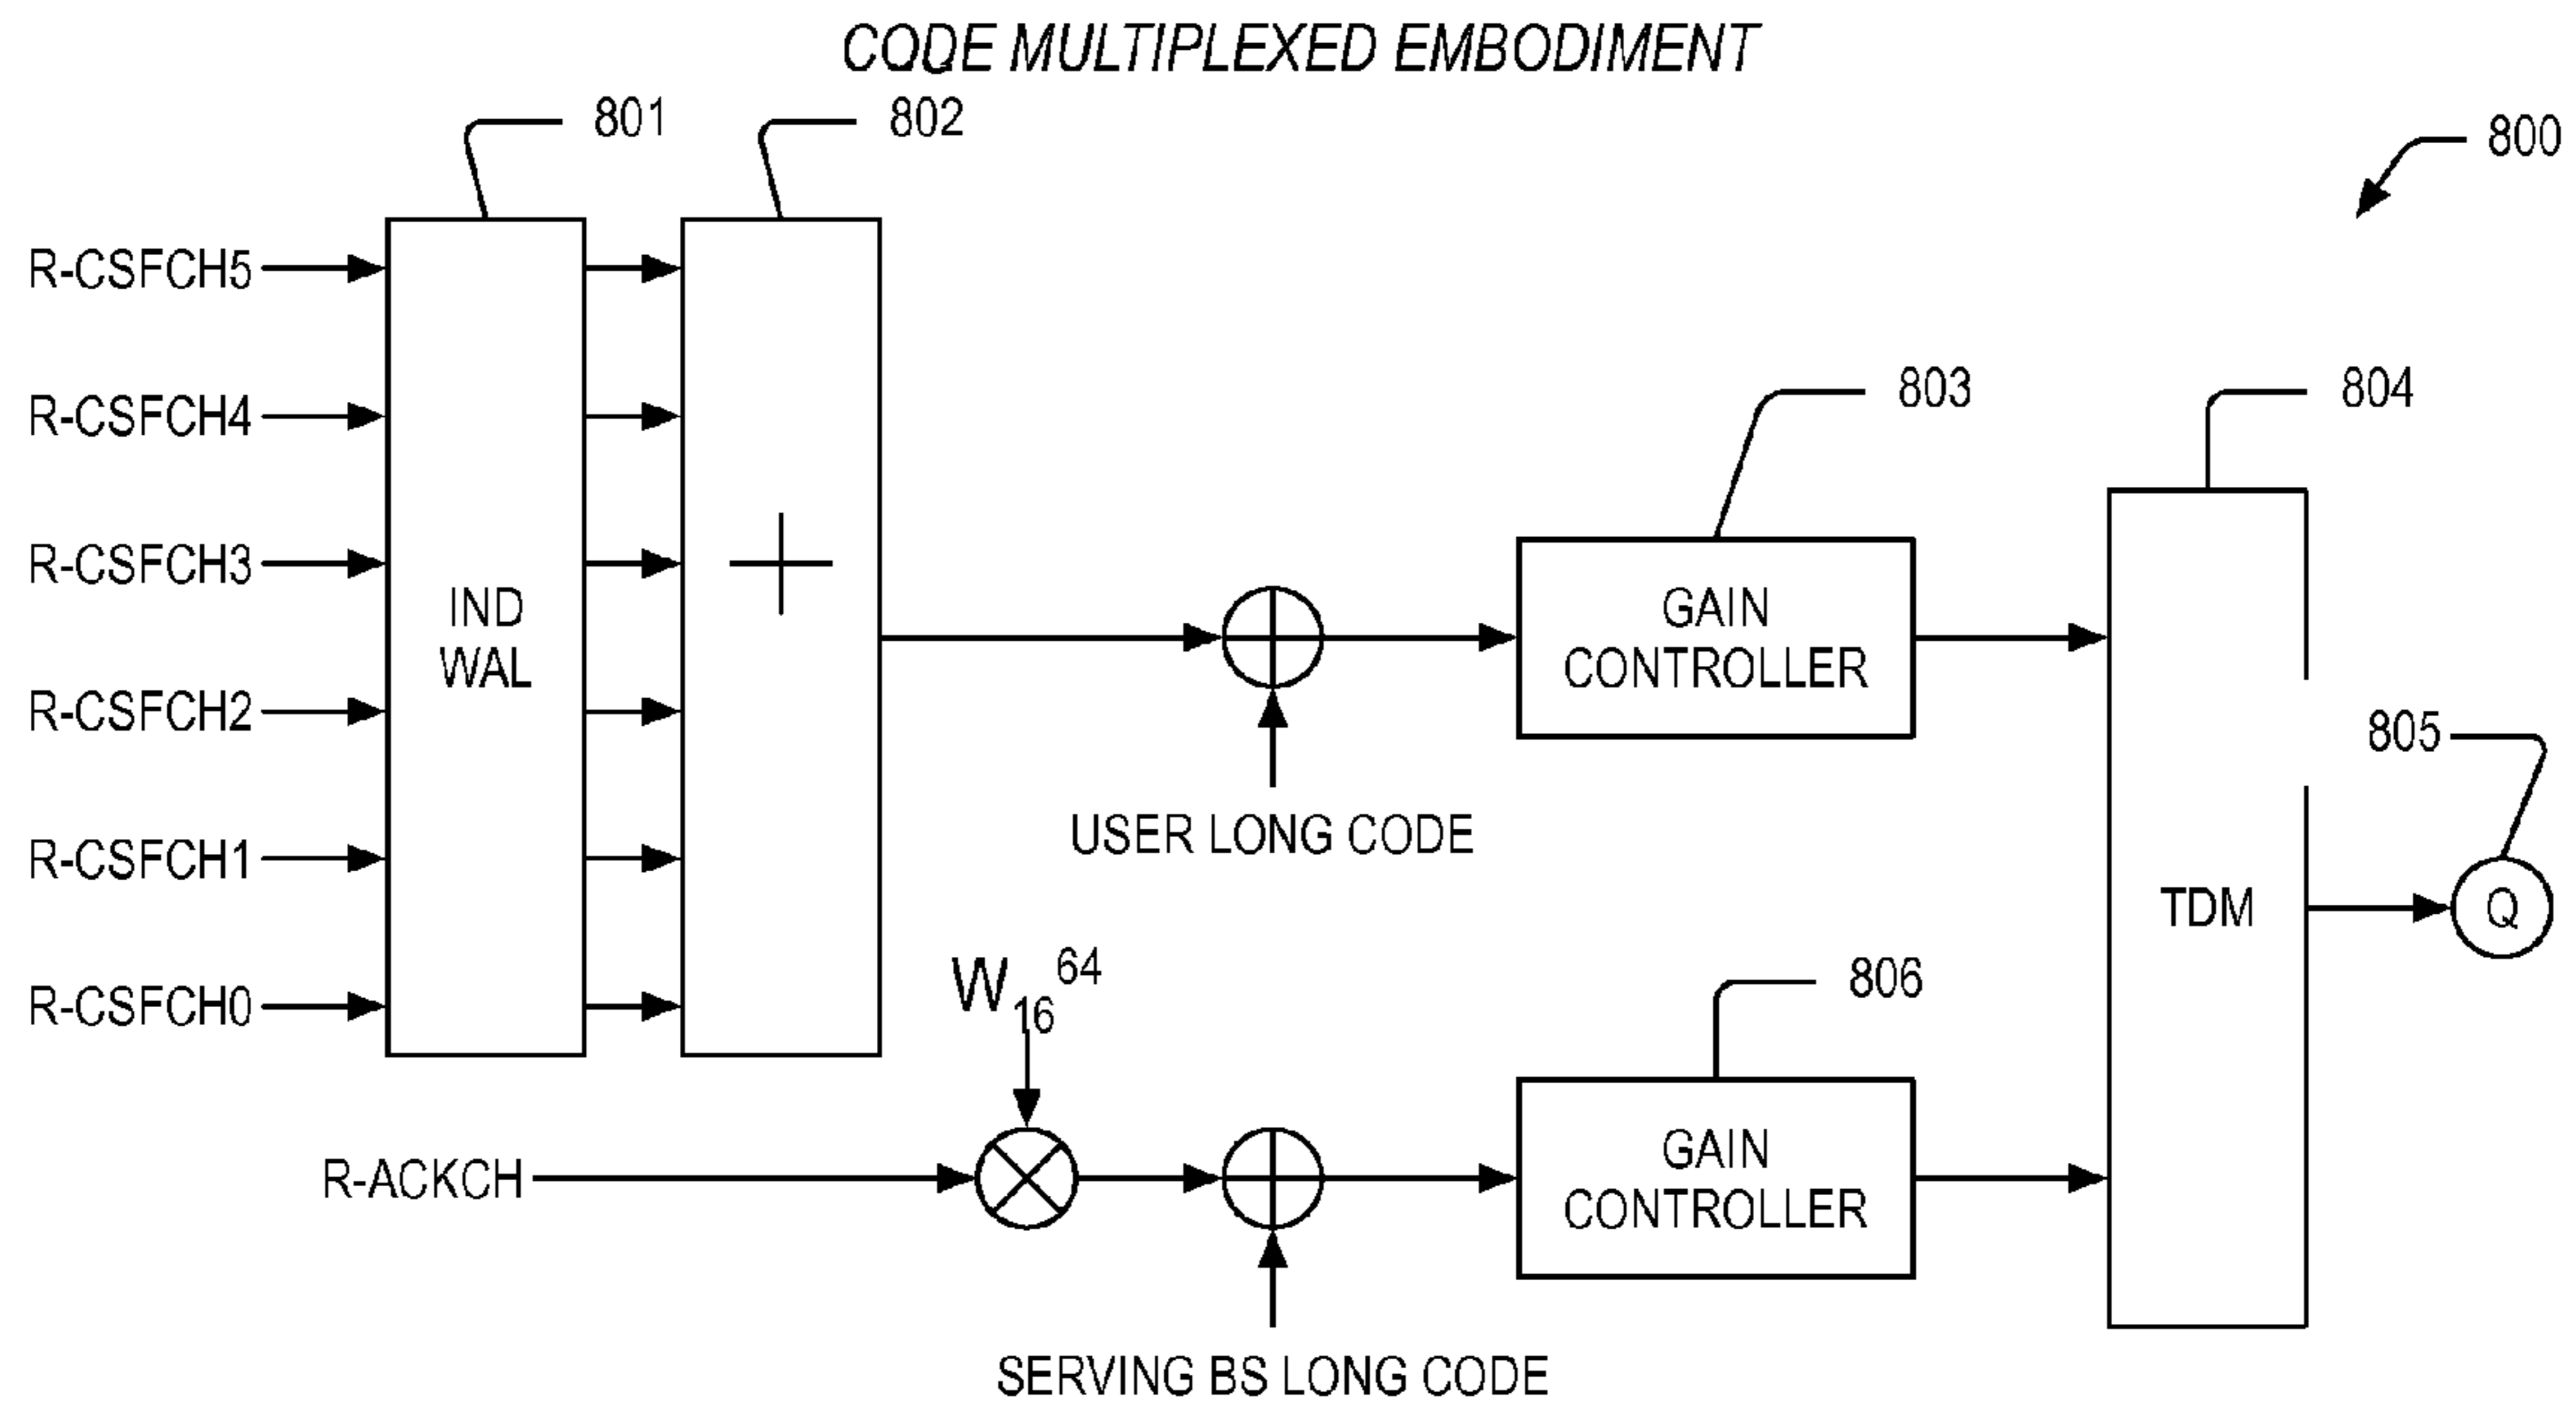 CODE MULTIPLEXED EMBODIMENT
801
802
800
R-CSFCH5
R-CSFCH4
R-CSFCH3
R-CSFCH2
R-CSFCH1
R-CSFCH0
IND
WAL
+
803
804
GAIN
CONTROLLER
USER LONG CODE
805
TDM
Q
W16 64
806
R-ACKCH
GAIN
CONTROLLER
SERVING BS LONG CODE